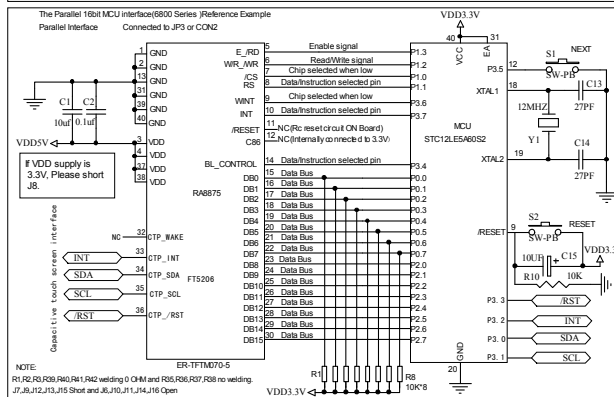 The Parallel 16bit MCU interface(6800 Series )Reference Example
Parallel Interface Connected to JP3 or CON2
VDD3.3V
40 31
VCC
EA
1 GND
2 GND
13 GND
31 GND
39 GND
40 GND
C1 C2
10uf 0.1uf
VDD5V
3 VDD
4 VDD
37 VDD
38 VDD
If VDD supply is
3.3V, Please short
J8.
E_/RD 5 Enable signal P1.3
W/R_/WR 6 Read/Write signal P1.2
/CS 7 Chip selected when low P1.0
RS 8 Data/Instruction selected pin P1.1
WINT 9 Chip selected when low P3.6
INT 10 Data/Instruction selected pin P3.7
/RESET 11 NC(Rc reset circuit ON Board)
C86 12 NC(Internally connected to 3.3V)
BL_CONTROL 14 Data/Instruction selected pin P3.4
RA8875
DB0 15 Data Bus P0.0
DB1 16 Data Bus P0.1
DB2 17 Data Bus P0.2
DB3 18 Data Bus P0.3
DB4 19 Data Bus P0.4
DB5 20 Data Bus P0.5
DB6 21 Data Bus P0.6
DB7 22 Data Bus P0.7
DB8 23 Data Bus P2.0
DB9 24 Data Bus P2.1
DB10 25 Data Bus P2.2
DB11 26 Data Bus P2.3
DB12 27 Data Bus P2.4
DB13 28 Data Bus P2.5
DB14 29 Data Bus P2.6
DB15 30 Data Bus P2.7
MCU
STC12LE5A60S2
P3.5 12
S1 NEXT
SW-PB
XTAL1 18
C13
27PF
12MHZ
Y1
C14
27PF
XTAL2 19
/RESET 9
S2 RESET
SW-PB
VDD3.3V
10UF + C15
R10 10K
P3. 3 /RST
P3. 2 INT
P3. 0 SDA
P3. 1 SCL
GND
20
Capacitive touch screen interface
NC 32 CTP_WAKE
INT 33 CTP_INT
SDA 34 CTP_SDA
SCL 35 CTP_SCL
/RST 36 CTP_/RST
FT5206
ER-TFTM070-5
R1 R8
10K*8
VDD3.3V
NOTE:
R1,R2,R3,R39,R40,R41,R42 welding 0 OHM and R35,R36,R37,R38 no welding.
J7,J9,J12,J13,J15 Short and J6,J10,J11,J14,J16 Open